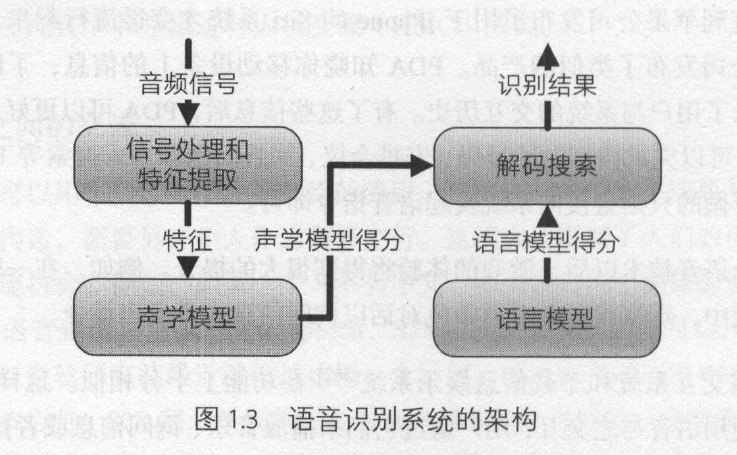 音频信号
信号处理和
特征提取
特征
声学模型
声学模型得分
识别结果
解码搜索
语言模型得分
语言模型
图 1.3 语音识别系统的架构